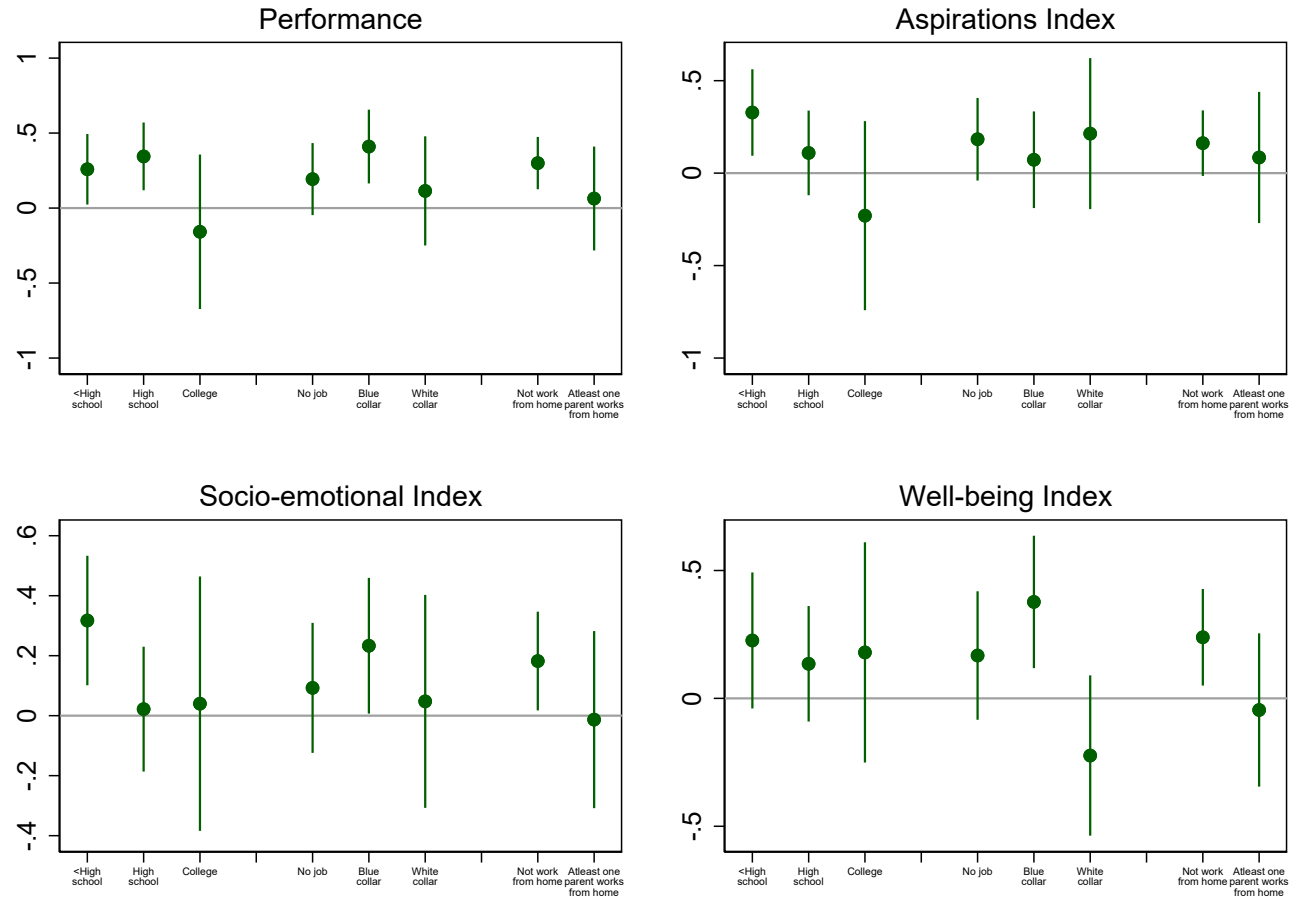 Performance
1
.5
0
-.5
-1
<High
school
High
school
College
No job
Blue
collar
White
collar
Not work
from home
Atleast one
parent works
from home
Aspirations Index
.5
0
-.5
-1
<High
school
High
school
College
No job
Blue
collar
White
collar
Not work
from home
Atleast one
parent works
from home
Socio-emotional Index
.6
.4
.2
0
-.2
-.4
<High
school
High
school
College
No job
Blue
collar
White
collar
Not work
from home
Atleast one
parent works
from home
Well-being Index
.5
0
-.5
<High
school
High
school
College
No job
Blue
collar
White
collar
Not work
from home
Atleast one
parent works
from home